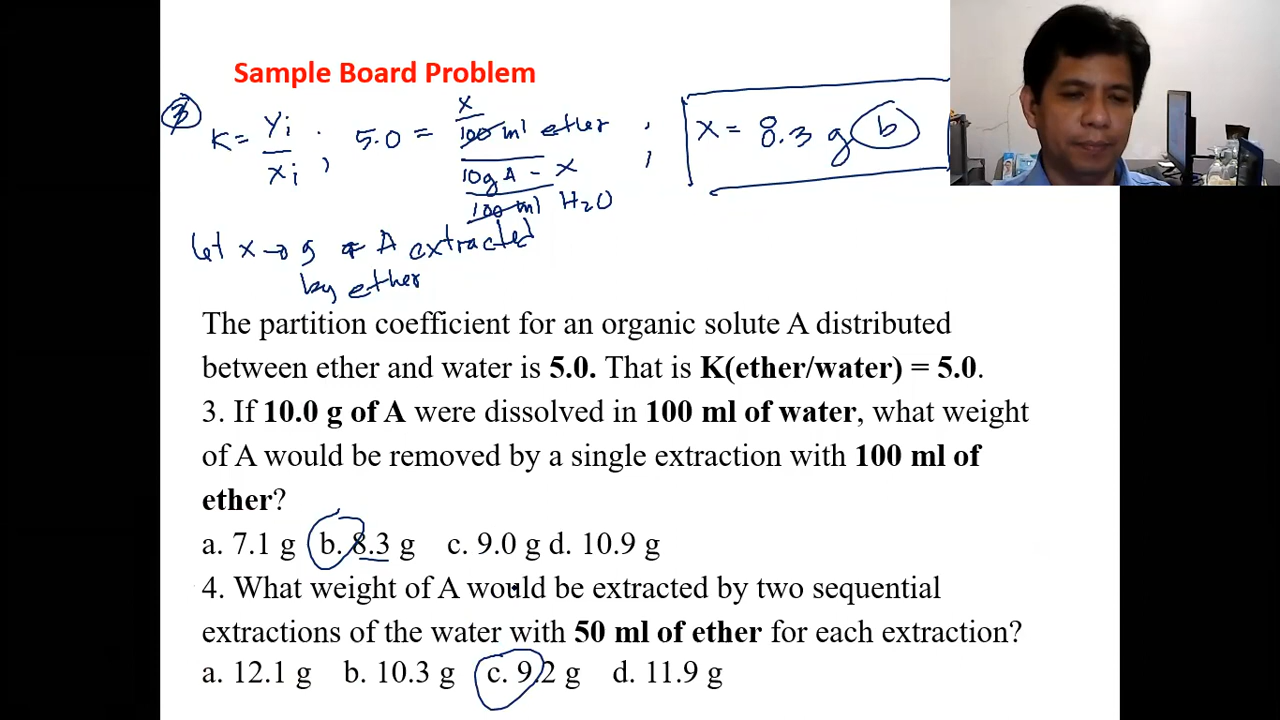 Sample Board Problem
3
K = Yi / Xi , 5.0 = x / 100 ml ether / 10 g A - x / 100 ml H2O ; x = 8.3 g b
let x → g of A extracted
by ether
The partition coefficient for an organic solute A distributed
between ether and water is 5.0. That is K(ether/water) = 5.0.
3. If 10.0 g of A were dissolved in 100 ml of water, what weight
of A would be removed by a single extraction with 100 ml of
ether?
a. 7.1 g b. 8.3 g c. 9.0 g d. 10.9 g
4. What weight of A would be extracted by two sequential
extractions of the water with 50 ml of ether for each extraction?
a. 12.1 g b. 10.3 g c. 9.2 g d. 11.9 g